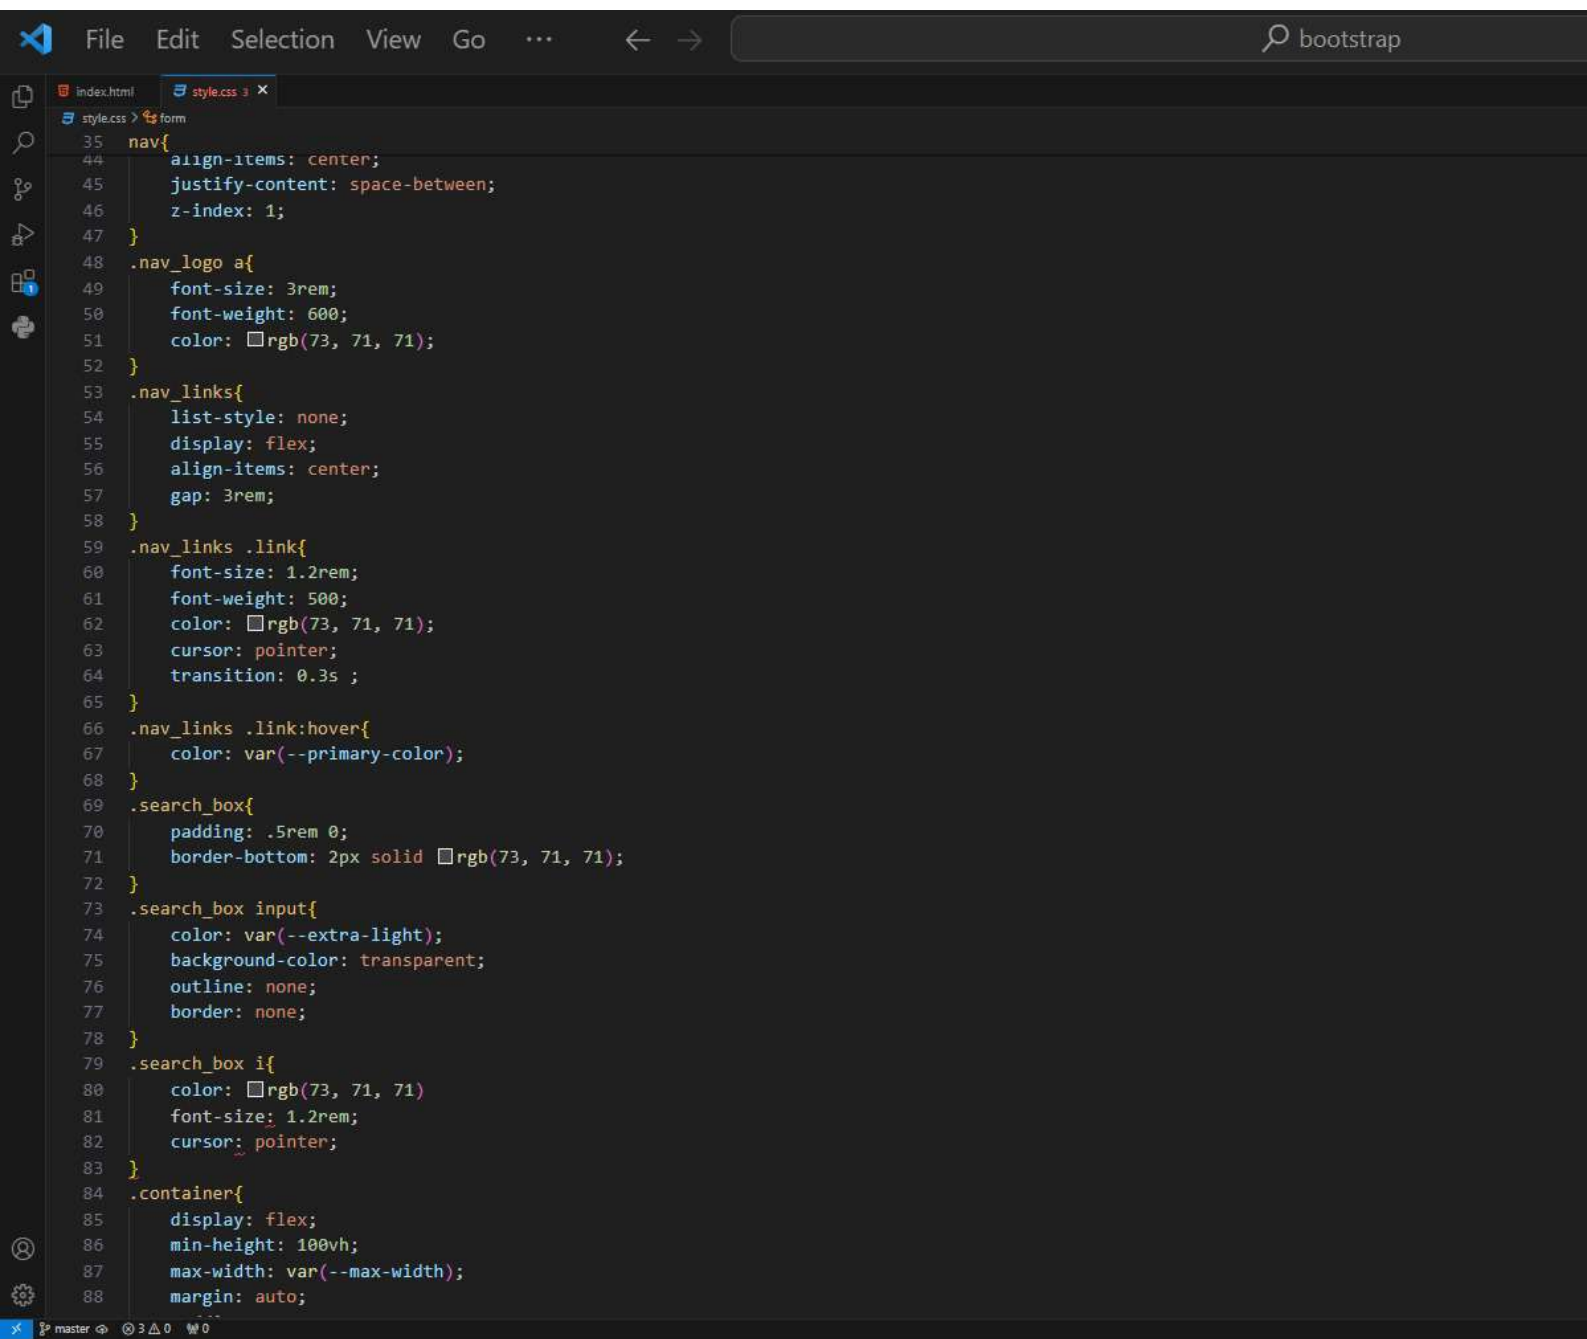 File Edit Selection View Go ··· bootstrap
index.html style.css 3
style.css > form
35 nav{
44 align-items: center;
45 justify-content: space-between;
46 z-index: 1;
47 }
48 .nav_logo a{
49 font-size: 3rem;
50 font-weight: 600;
51 color: rgb(73, 71, 71);
52 }
53 .nav_links{
54 list-style: none;
55 display: flex;
56 align-items: center;
57 gap: 3rem;
58 }
59 .nav_links .link{
60 font-size: 1.2rem;
61 font-weight: 500;
62 color: rgb(73, 71, 71);
63 cursor: pointer;
64 transition: 0.3s ;
65 }
66 .nav_links .link:hover{
67 color: var(--primary-color);
68 }
69 .search_box{
70 padding: .5rem 0;
71 border-bottom: 2px solid rgb(73, 71, 71);
72 }
73 .search_box input{
74 color: var(--extra-light);
75 background-color: transparent;
76 outline: none;
77 border: none;
78 }
79 .search_box i{
80 color: rgb(73, 71, 71)
81 font-size: 1.2rem;
82 cursor: pointer;
83 }
84 .container{
85 display: flex;
86 min-height: 100vh;
87 max-width: var(--max-width);
88 margin: auto;
master 3 0 0